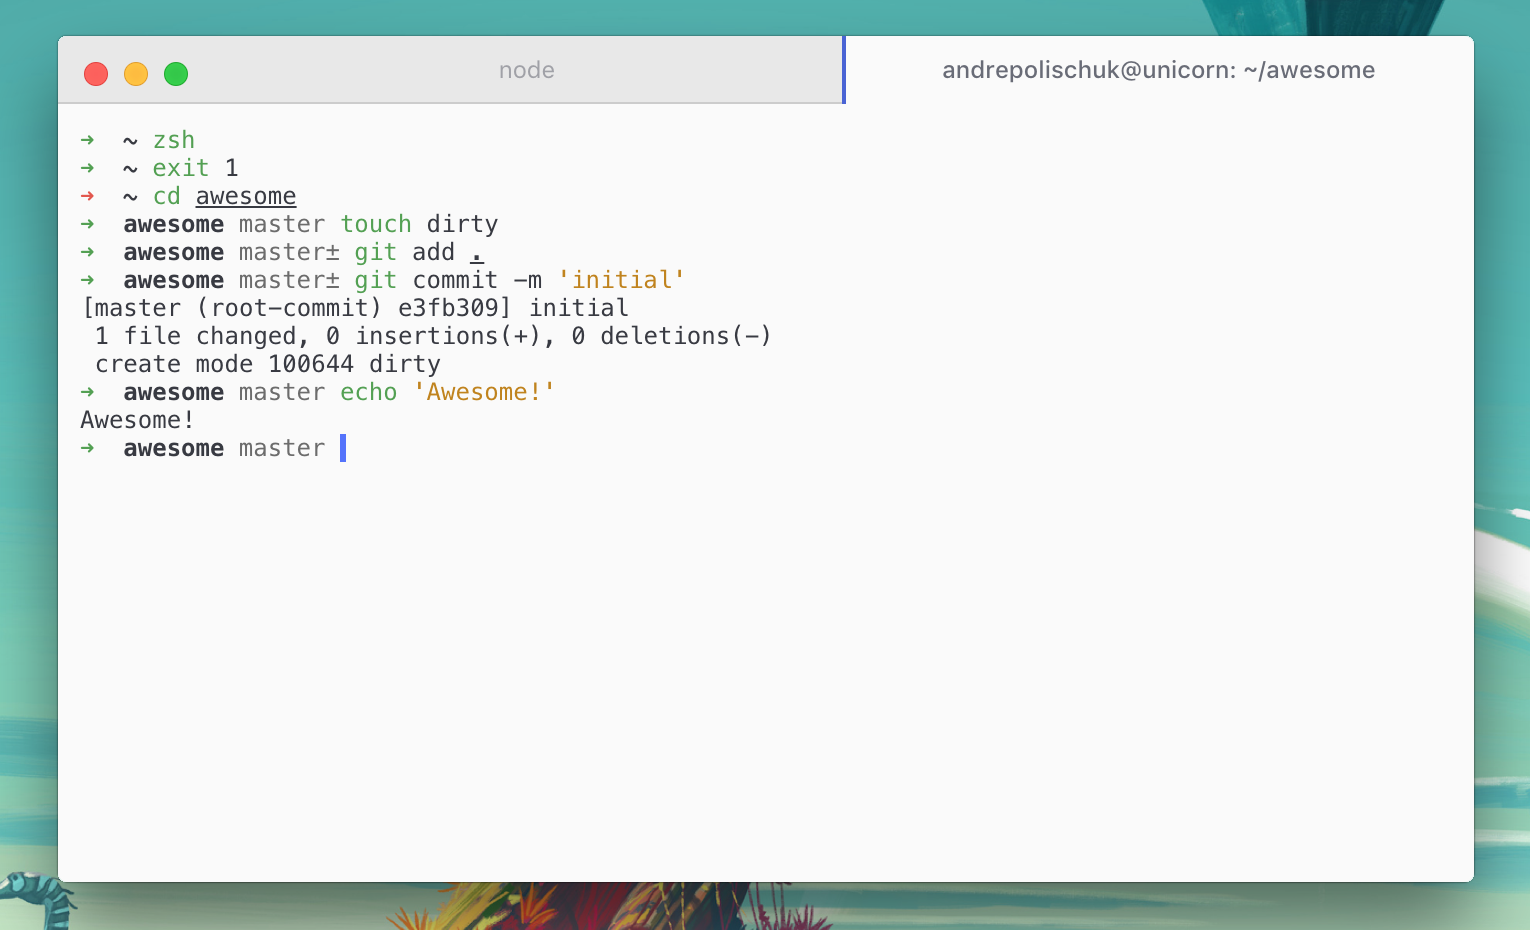 node
andrepolischuk@unicorn: ~/awesome
➜  ~ zsh
➜  ~ exit 1
➜  ~ cd awesome
➜  awesome master touch dirty
➜  awesome master± git add .
➜  awesome master± git commit -m 'initial'
[master (root-commit) e3fb309] initial
 1 file changed, 0 insertions(+), 0 deletions(-)
 create mode 100644 dirty
➜  awesome master echo 'Awesome!'
Awesome!
➜  awesome master